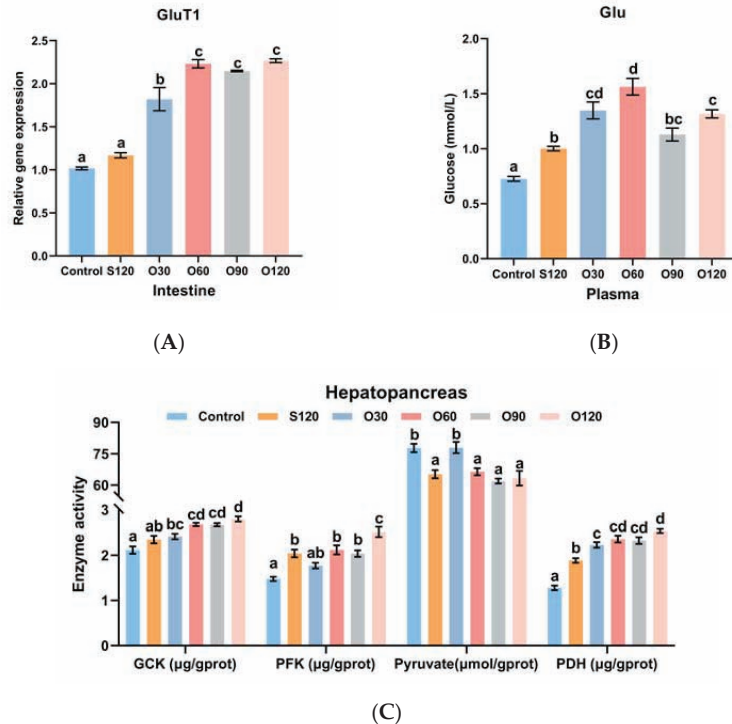 GluT1
Relative gene expression
2.5
2.0
1.5
1.0
0.5
0.0
a
a
b
c
c
c
Control S120 O30 O60 O90 O120
Intestine
(A)
Glu
Glucose (mmol/L)
2.0
1.5
1.0
0.5
0.0
a
b
cd
d
bc
c
Control S120 O30 O60 O90 O120
Plasma
(B)
Hepatopancreas
Control S120 O30 O60 O90 O120
Enzyme activity
90
75
60
3
2
1
0
a ab bc cd cd d
a b ab b b c
b a b a a a
a b c cd cd d
GCK (μg/gprot) PFK (μg/gprot) Pyruvate(μmol/gprot) PDH (μg/gprot)
(C)